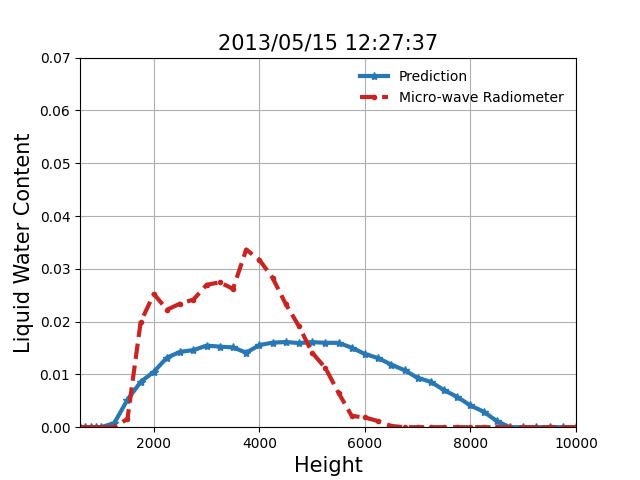 2013/05/15 12:27:37
Prediction
Micro-wave Radiometer
Liquid Water Content
0.07
0.06
0.05
0.04
0.03
0.02
0.01
0.00
2000 4000 6000 8000 10000
Height